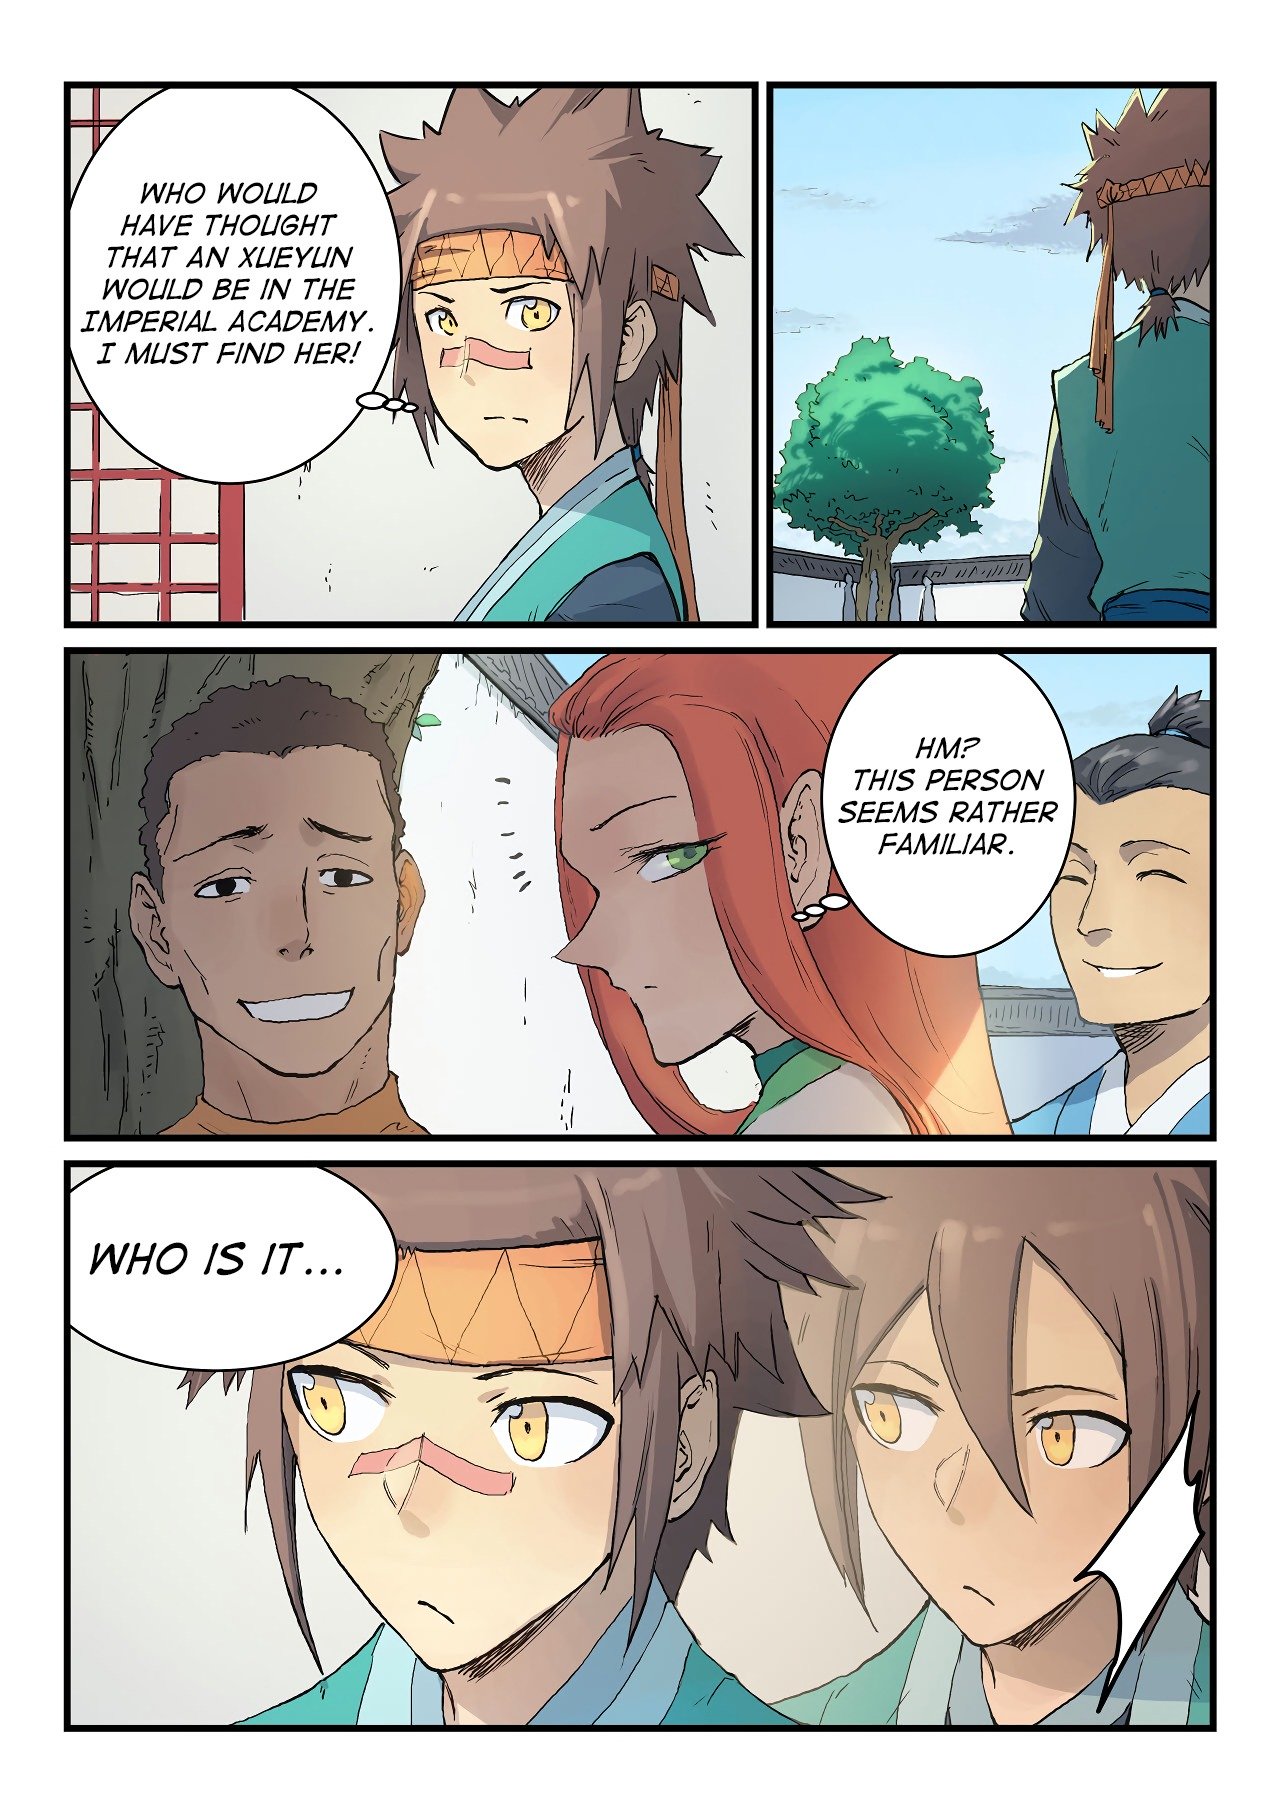 WHO WOULD
HAVE THOUGHT
THAT AN XUEYUN
WOULD BE IN THE
IMPERIAL ACADEMY.
I MUST FIND HER!
HM?
THIS PERSON
SEEMS RATHER
FAMILIAR.
WHO IS IT...